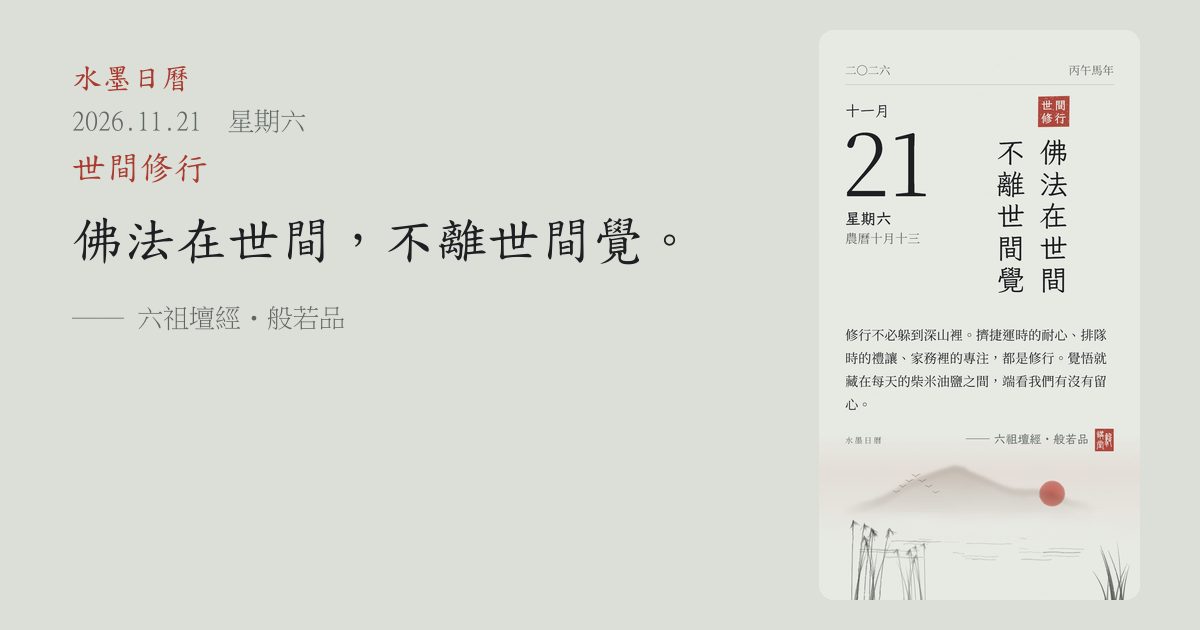 水墨日曆
2026.11.21 星期六
世間修行
佛法在世間，不離世間覺。
—— 六祖壇經・般若品
二〇二六
丙午馬年
十一月
21
星期六
農曆十月十三
世間
修行
佛法在世間
不離世間覺
修行不必躲到深山裡。擠捷運時的耐心、排隊
時的禮讓、家務裡的專注，都是修行。覺悟就
藏在每天的柴米油鹽之間，端看我們有沒有留
心。
水墨日曆
—— 六祖壇經・般若品